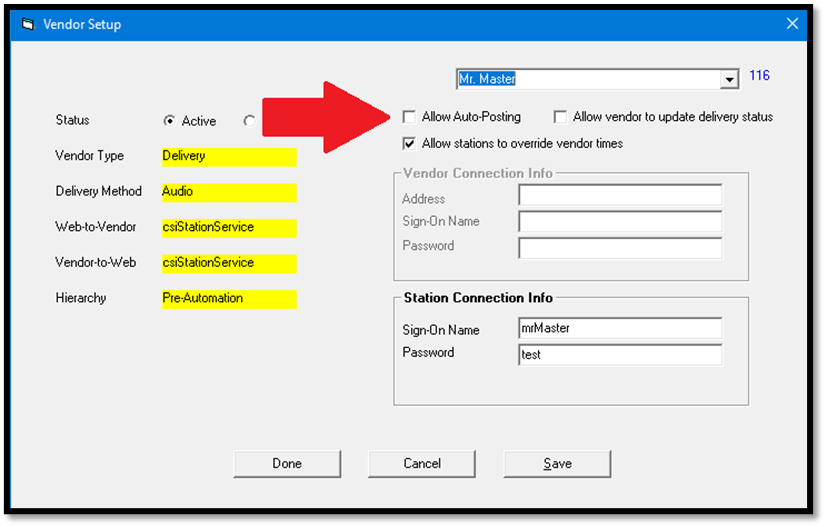 Vendor Setup
Mr. Master
116
Status
Active
Allow Auto-Posting
Allow vendor to update delivery status
Allow stations to override vendor times
Vendor Type
Delivery
Delivery Method
Audio
Web-to-Vendor
csiStationService
Vendor-to-Web
csiStationService
Hierarchy
Pre-Automation
Vendor Connection Info
Address
Sign-On Name
Password
Station Connection Info
Sign-On Name
mrMaster
Password
test
Done
Cancel
Save